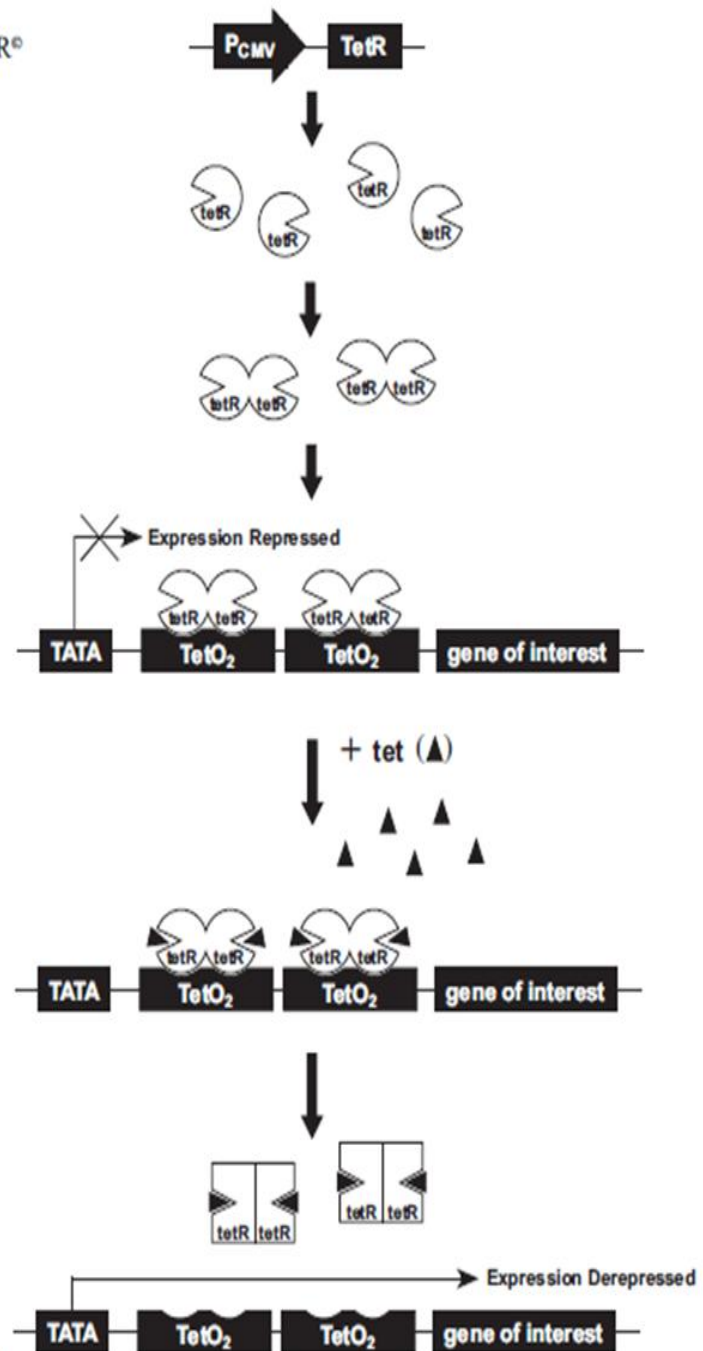 R©
PCMV TetR
tetR tetR tetR tetR
tetR tetR tetR tetR
Expression Repressed
tetR tetR tetR tetR
TATA TetO₂ TetO₂ gene of interest
+ tet (▲)
tetR tetR tetR tetR
TATA TetO₂ TetO₂ gene of interest
tetR tetR tetR tetR
Expression Derepressed
TATA TetO₂ TetO₂ gene of interest